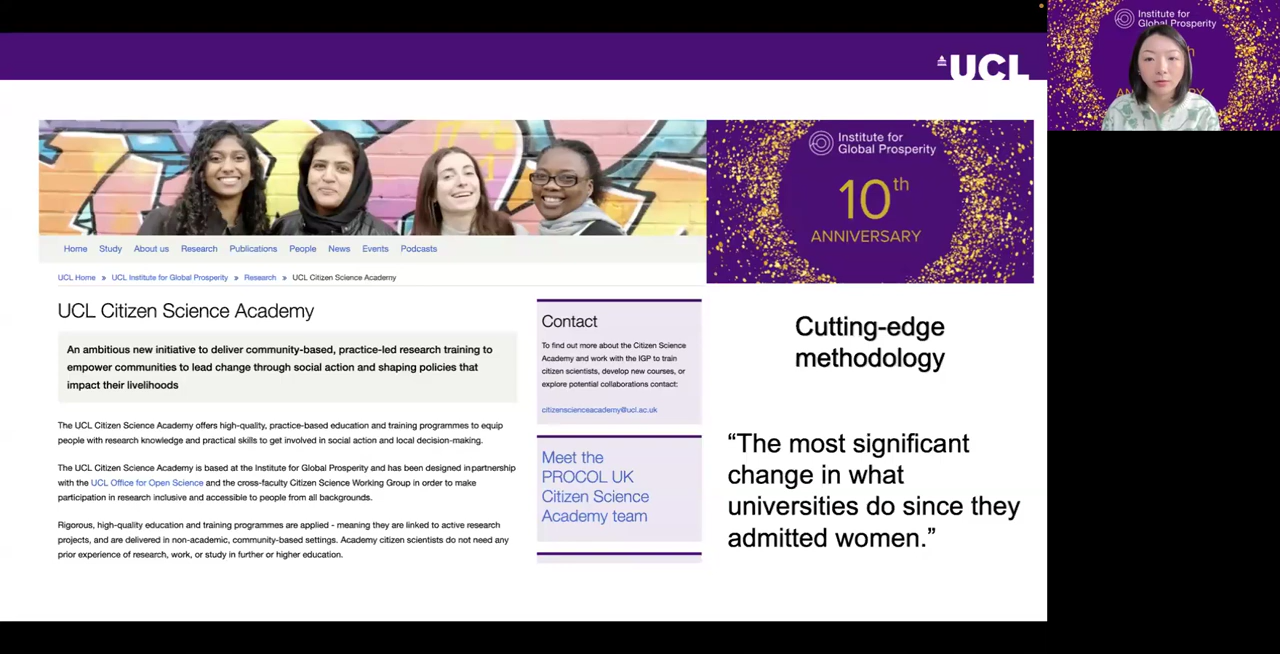 UCL
Institute for
Global Prosperity
ANNIVERSARY
Institute for
Global Prosperity
10th
ANNIVERSARY
Home Study About us Research Publications People News Events Podcasts
UCL Home » UCL Institute for Global Prosperity » Research » UCL Citizen Science Academy
UCL Citizen Science Academy
An ambitious new initiative to deliver community-based, practice-led research training to
empower communities to lead change through social action and shaping policies that
impact their livelihoods
The UCL Citizen Science Academy offers high-quality, practice-based education and training programmes to equip
people with research knowledge and practical skills to get involved in social action and local decision-making.
The UCL Citizen Science Academy is based at the Institute for Global Prosperity and has been designed in partnership
with the UCL Office for Open Science and the cross-faculty Citizen Science Working Group in order to make
participation in research inclusive and accessible to people from all backgrounds.
Rigorous, high-quality education and training programmes are applied - meaning they are linked to active research
projects, and are delivered in non-academic, community-based settings. Academy citizen scientists do not need any
prior experience of research, work, or study in further or higher education.
Contact
To find out more about the Citizen Science
Academy and work with the IGP to train
citizen scientists, develop new courses, or
explore potential collaborations contact:
citizenscienceacademy@ucl.ac.uk
Meet the
PROCOL UK
Citizen Science
Academy team
Cutting-edge
methodology
“The most significant
change in what
universities do since they
admitted women.”